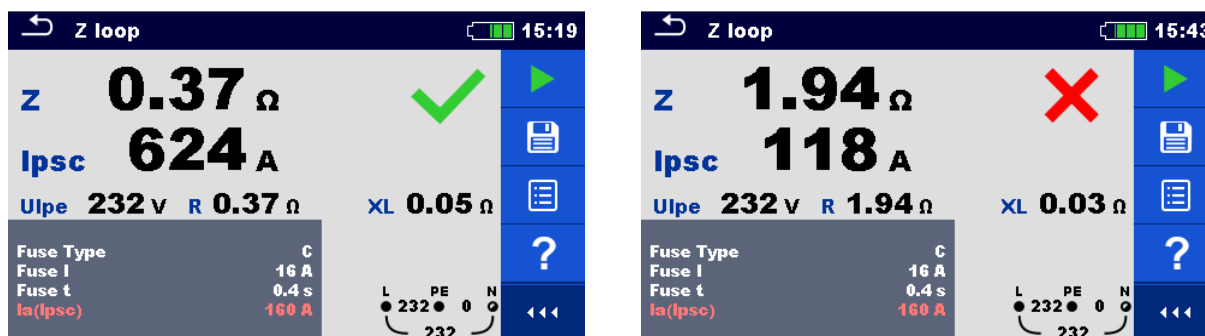 Z loop 15:19
Z 0.37 Ω
Ipsc 624 A
Ulpe 232 V R 0.37 Ω XL 0.05 Ω
Fuse Type C
Fuse I 16 A
Fuse t 0.4 s
Ia(Ipsc) 160 A
L PE N
232 0
232
?
Z loop 15:43
Z 1.94 Ω
Ipsc 118 A
Ulpe 232 V R 1.94 Ω XL 0.03 Ω
Fuse Type C
Fuse I 16 A
Fuse t 0.4 s
Ia(Ipsc) 160 A
L PE N
232 0
232
?